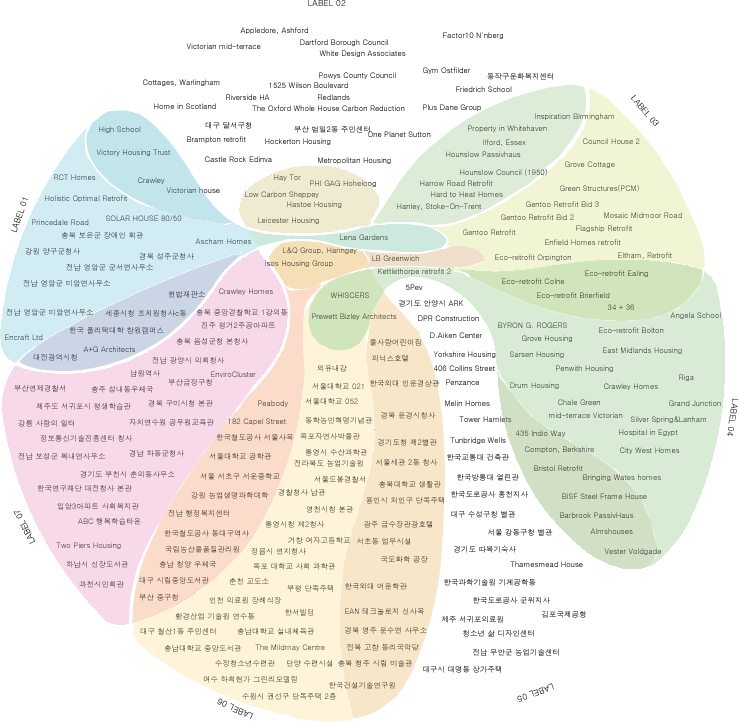 LABEL 02
Appeldore, Ashford
Factor10 N'nberg
Victorian mid-terrace
Dartford Borough Council
White Design Associates
Gym Ostfilder
Powys County Council
동작구문화복지센터
Cottages, Warlingham
1525 Wilson Boulevard
Friedrich School
Riverside HA
Redlands
Home in Scotland
The Oxford Whole House Carbon Reduction
Plus Dane Group
대구 달서구청
부산 범일2동 주민센터
One Planet Sutton
Brampton retrofit
Hockerton Housing
Castle Rock Edinva
Metropolitan Housing
LABEL 03
Inspiration Birmingham
Property in Whitehaven
Ilford, Essex
Council House 2
Hounslow Passivhaus
Grove Cottage
Hounslow Council (1950)
Harrow Road Retrofit
Green Structures(PCM)
Hard to Heat Homes
Hanley, Stoke-On-Trent
Gentoo Retrofit Bid 3
Gentoo Retrofit Bid 2
Mosaic Midmoor Road
Gentoo Retrofit
Flagship Retrofit
Enfield Homes retrofit
Eco-retrofit Orpington
Eltham, Retrofit
High School
Victory Housing Trust
RCT Homes
Crawley
Victorian house
Holistic Optimal Retrofit
LABEL 01
Princedale Road
SOLAR HOUSE 80/50
충북 보은군 장애인 회관
Ascham Homes
강원 양구군청사
경북 성주군청사
전남 영암군 군서면사무소
전남 영암군 미암면사무소
헌법재판소
전남 영암군 미암면사무소
세종시청 조치원청사c동
한국 폴리텍대학 창원캠퍼스
Encraft Ltd
A+G Architects
대전광역시청
Hay Tor
PHI GAG Hoheloog
Low Carbon Sheppey
Hastoe Housing
Leicester Housing
Lena Gardens
L&Q Group, Haringey
Isos Housing Group
LB Greenwich
Kettlethorpe retrofit 2
WHISCERS
Prewett Bizley Architects
Eco-retrofit Ealing
Eco-retrofit Colne
Eco-retrofit Brierfield
34 + 36
Angela School
BYRON G. ROGERS
Eco-retrofit Bolton
Grove Housing
Sarsen Housing
East Midlands Housing
Penwith Housing
Riga
Drum Housing
Crawley Homes
Chale Green
Grand Junction
mid-terrace Victorian
Silver Spring&Lanham
435 Indio Way
Hospital in Egypt
Compton, Berkshire
City West Homes
Bristol Retrofit
Bringing Wates homes
BISF Steel Frame House
Barbrook PassivHaus
Almshouses
Vester Voldgade
LABEL 04
5Pev
경기도 안양시 ARK
DPR Construction
D.Aiken Center
Yorkshire Housing
406 Collins Street
Penzance
Melin Homes
Tower Hamlets
Tunbridge Wells
한국교통대 건축관
한국방통대 열린관
한국도로공사 홍천지사
대구 수성구청 별관
서울 강동구청 별관
경기도 따복기숙사
Thamesmead House
한국과학기술원 기계공학동
한국도로공사 군위지사
김포국제공항
제주 서귀포의료원
청소년 삶 디자인센터
전남 무안군 농업기술센터
대구시 대명동 상가주택
LABEL 05
Crawley Homes
충북 중앙경찰학교 1강의동
진주 평거2주공아파트
충북 음성군청 본청사
전남 광양시 의회청사
남원역사
EnviroCluster
부산연제경찰서
부산금정구청
충주 성내동우체국
제주도 서귀포시 평생학습관
경북 구미시청 본관
강릉 사랑의 일터
자치연수원 공무원교육관
정보통신기술진흥센터 청사
전남 보성군 복내면사무소
경남 하동군청사
경기도 부천시 춘의동사무소
한국연구재단 대전청사 본관
임암3아파트 사회복지관
ABC 행복학습타운
Two Piers Housing
하남시 신장도서관
과천시민회관
LABEL 07
Peabody
182 Capel Street
한국철도공사 서울사옥
서울대학교 공학관
서울 서초구 서운중학교
강원 농업생명과학대학
전남 행정복지센터
한국철도공사 동대구역사
국립농산물품질관리원
충남 청양 우체국
대구 시립중앙도서관
부산 중구청
외유내강
서울대학교 021
서울대학교 052
동학농민혁명기념관
목포자연사박물관
통영시 수산과학관
전라북도 농업기술원
서울도봉경찰서
경찰청사 남관
영천시청 본관
통영시청 제2청사
거창 여자고등학교
정읍시 연지청사
목포 대학교 사회 과학관
춘천 교도소
부평 단독주택
인천 의료원 장례식장
한서빌딩
환경산업 기술원 연수동
대구 월산1동 주민센터
충남대학교 실내체육관
충남대학교 중앙도서관
The Mildmay Centre
수정청소년수련관
단양 수련시설
여수 하희헌가 그린리모델링
수원시 권선구 단독주택 2층
LABEL 06
물사랑어린이집
피닉스호텔
한국외대 인문경상관
경북 문경시청사
경기도청 제2별관
서울세관 2동 청사
충북대학교 생활관
용인시 처인구 단독주택
광주 금수장관광호텔
서초동 업무시설
국도화학 공장
한국외대 어문학관
EAN 테크놀로지 신사옥
경북 영주 문수면 사무소
전북 고창 동리국악당
충북 청주 시립 미술관
한국건설기술연구원